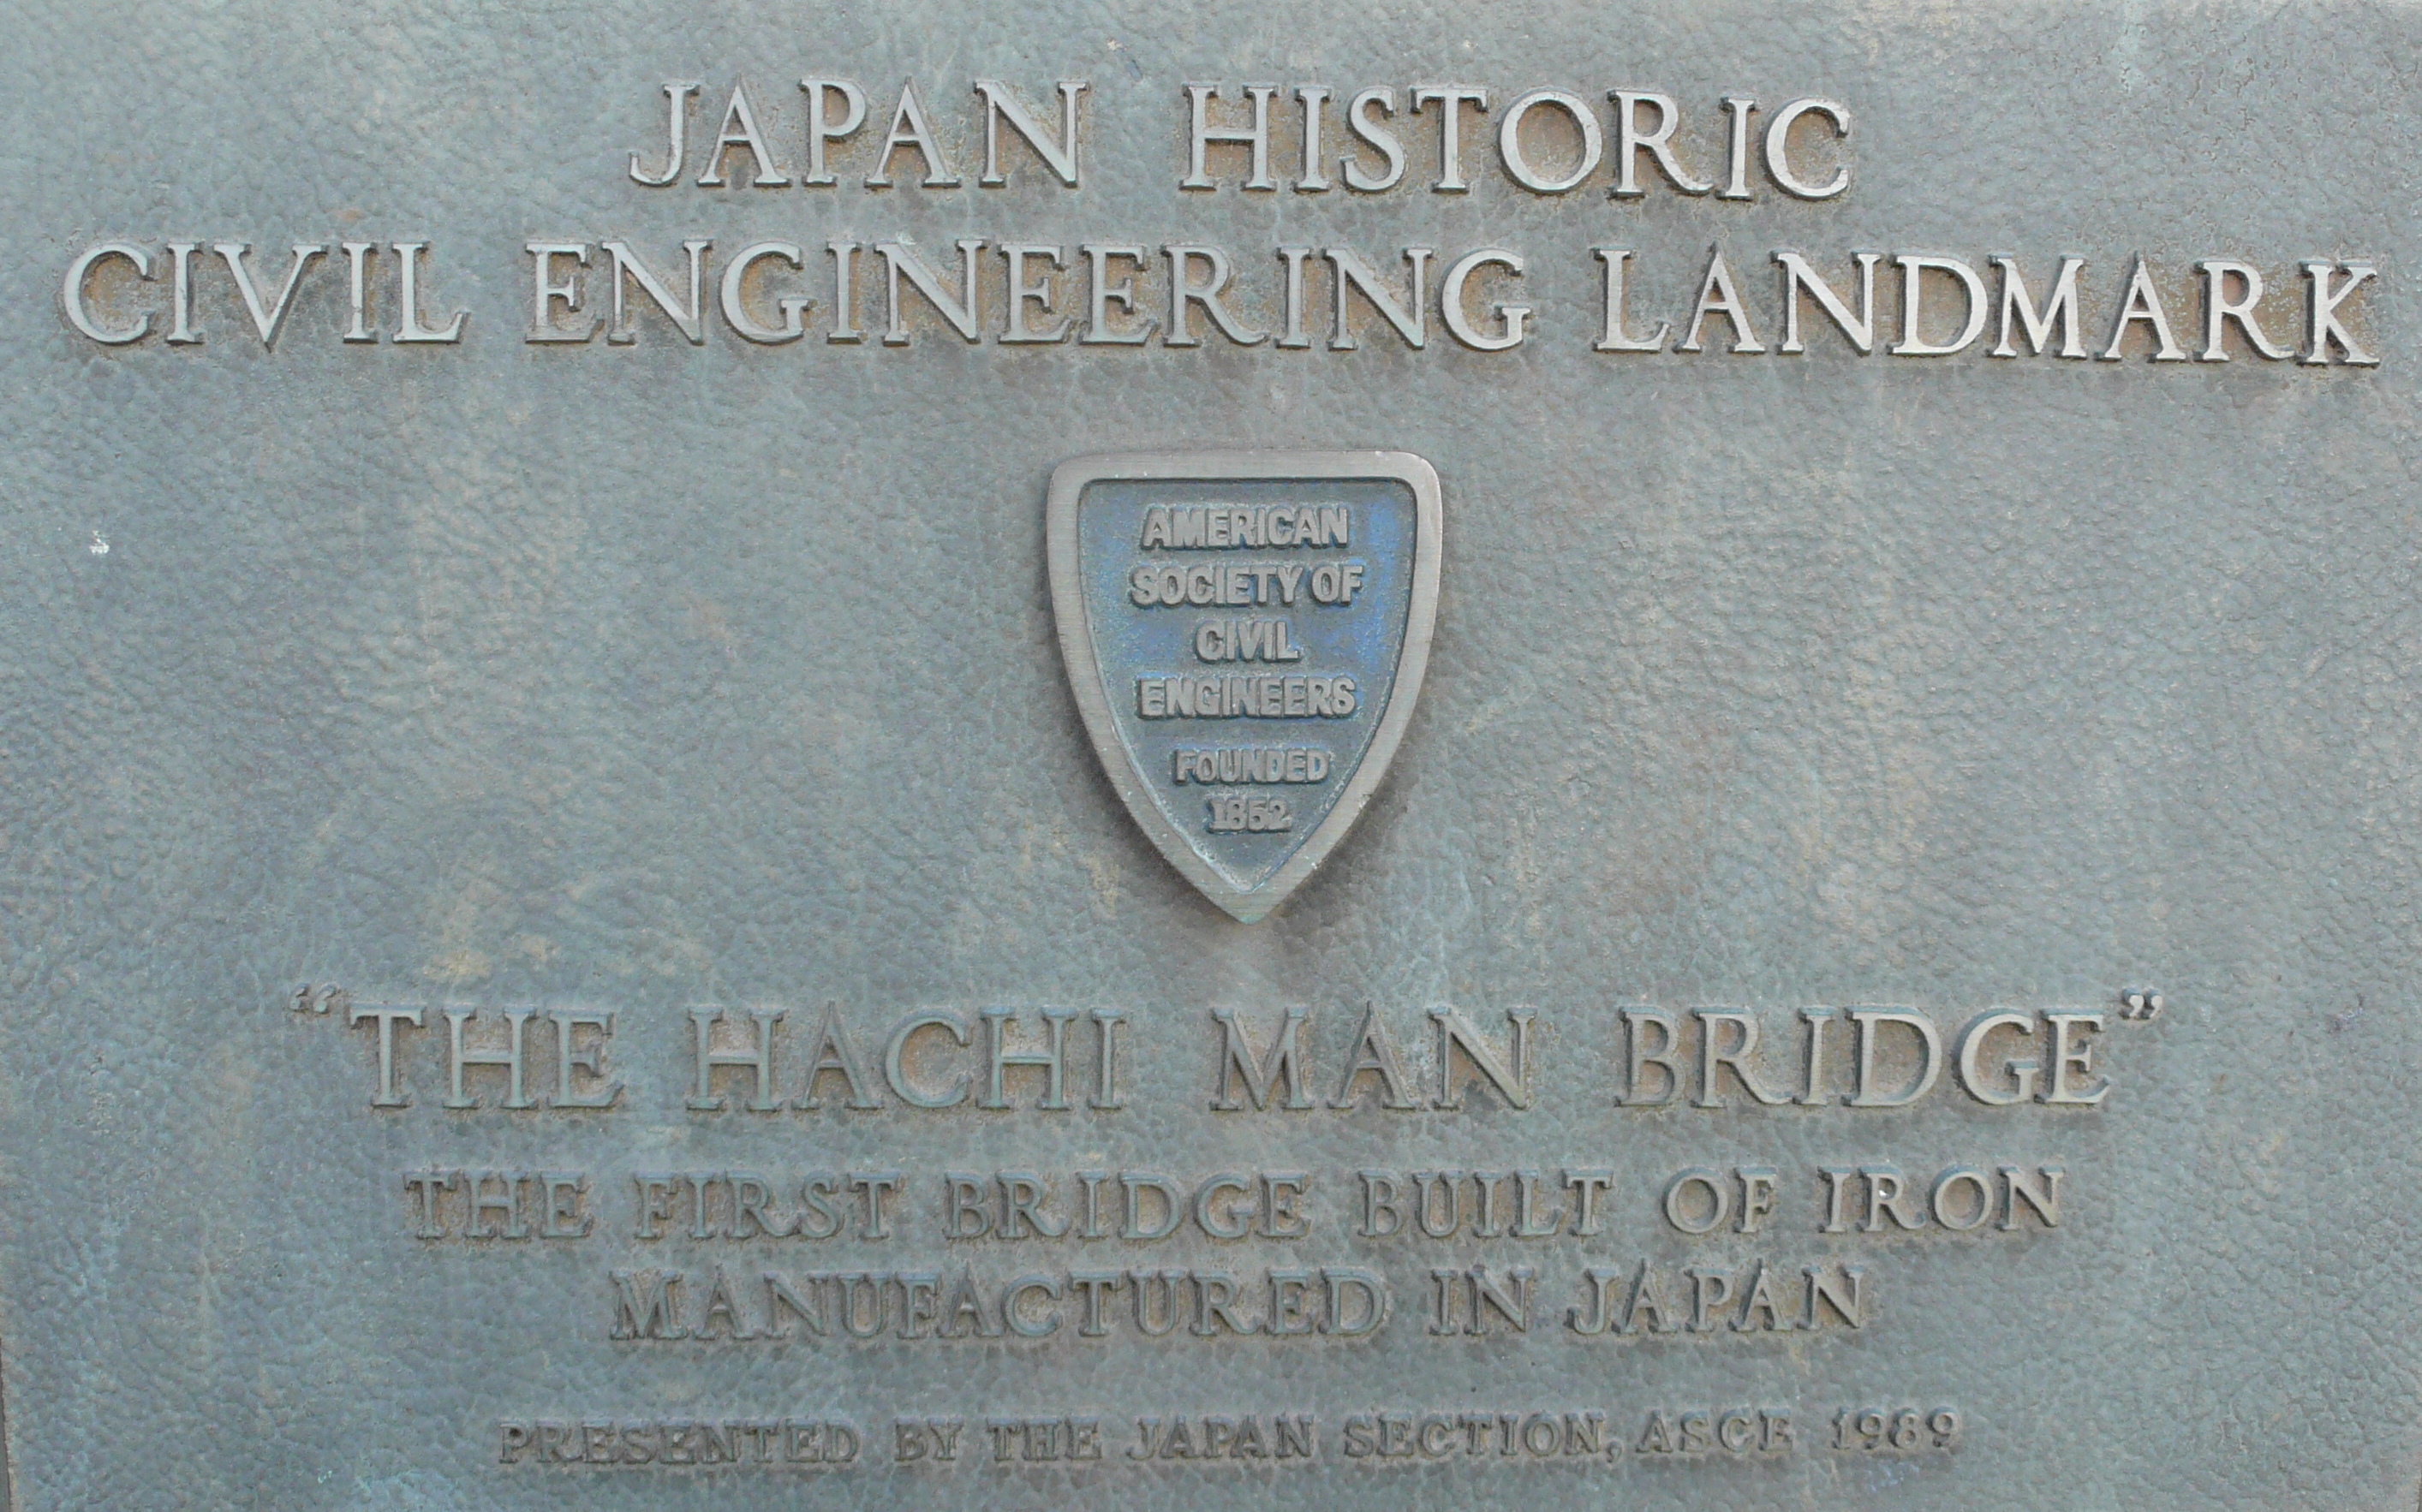 JAPAN HISTORIC
CIVIL ENGINEERING LANDMARK
AMERICAN
SOCIETY OF
CIVIL
ENGINEERS
FOUNDED
1852
“THE HACHI MAN BRIDGE”
THE FIRST BRIDGE BUILT OF IRON
MANUFACTURED IN JAPAN
PRESENTED BY THE JAPAN SECTION, ASCE 1989